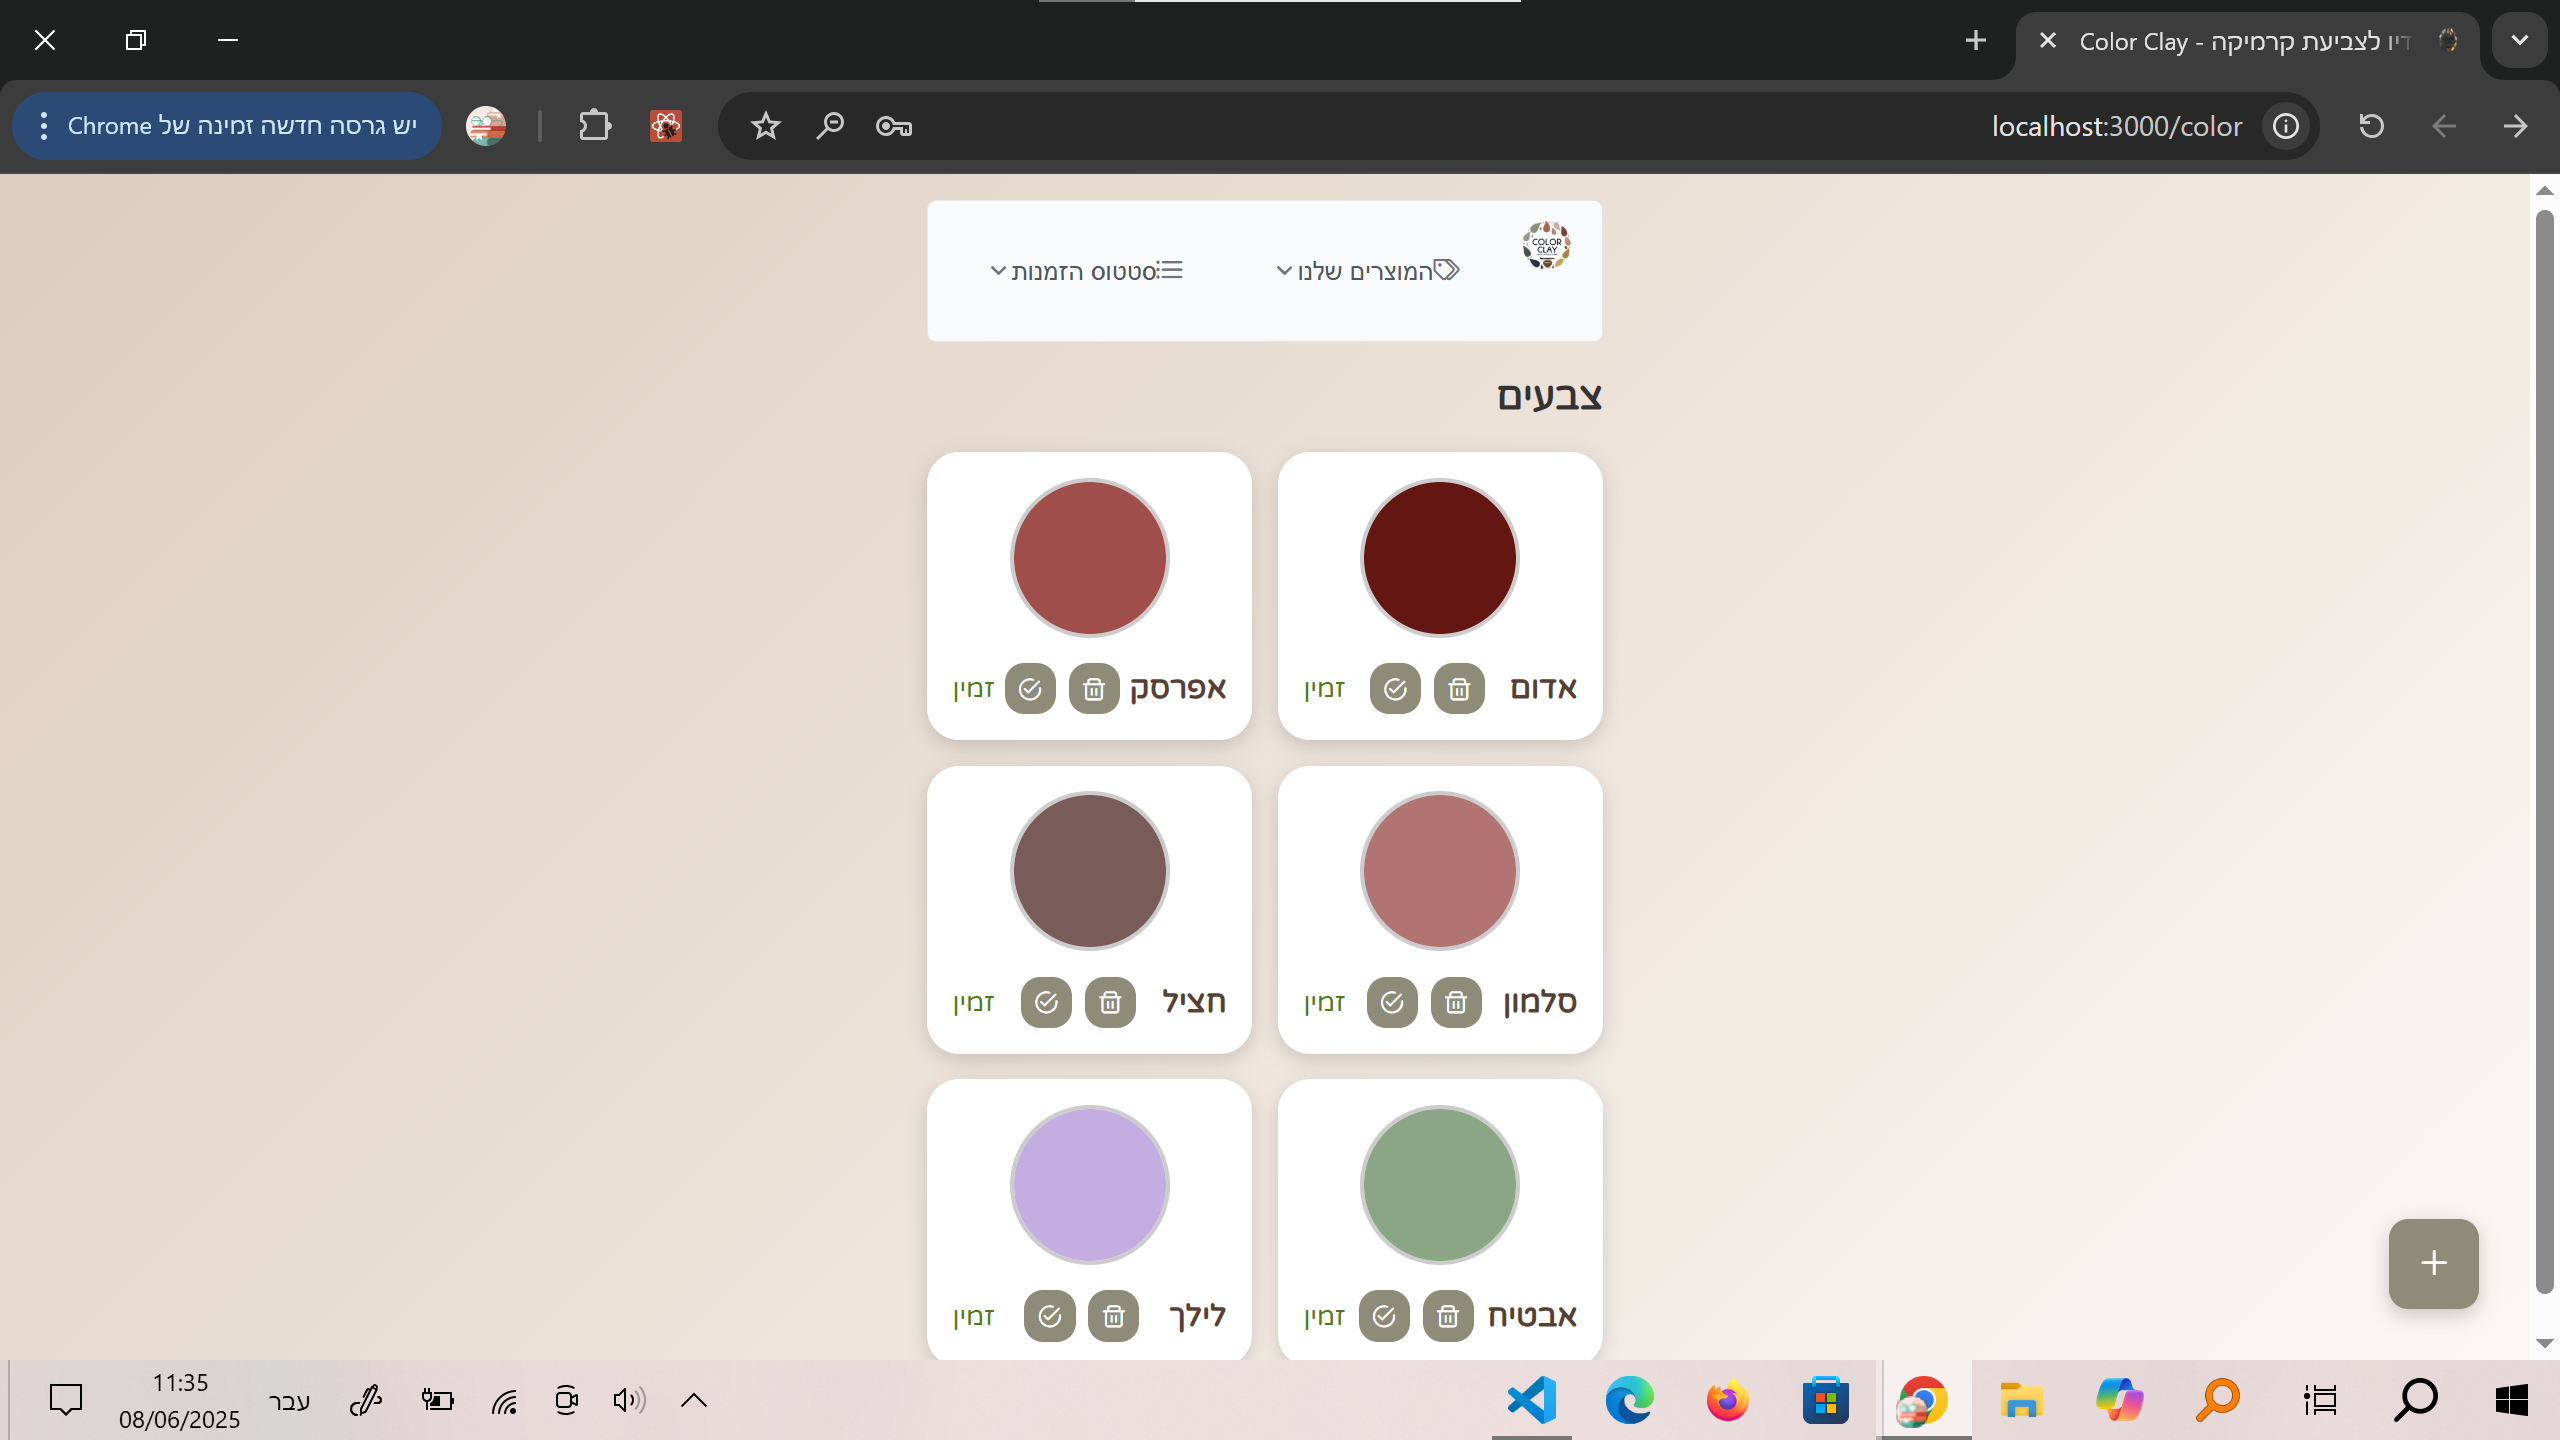 Color Clay - דיו לצביעת קרמיקה
localhost:3000/color
יש גרסה חדשה זמינה של Chrome
COLOR
CLAY
המוצרים שלנו
סטטוס הזמנות
צבעים
אדום זמין
אפרסק זמין
סלמון זמין
חציל זמין
אבטיח זמין
לילך זמין
עבר
11:35
08/06/2025